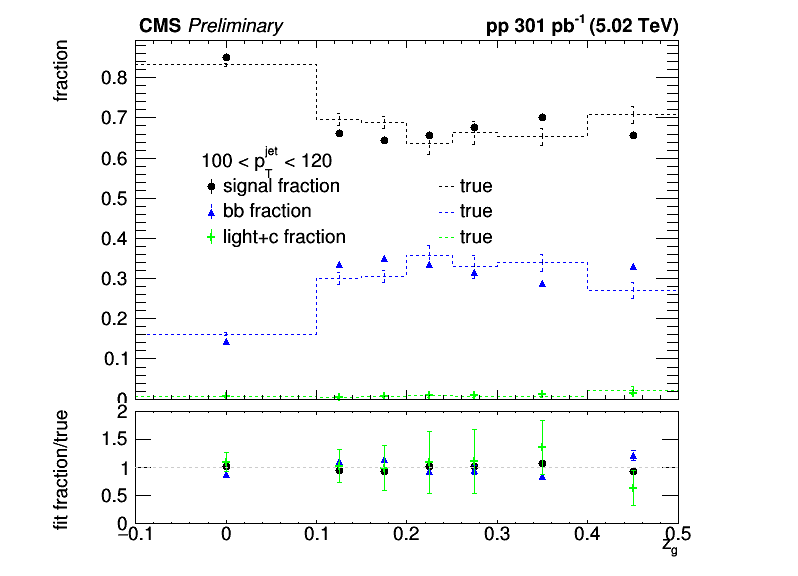 CMS Preliminary pp 301 pb-1 (5.02 TeV)
fraction
0.8
0.7
0.6
0.5
0.4
0.3
0.2
0.1
0
100 < pTjet < 120
signal fraction true
bb fraction true
light+c fraction true
fit fraction/true
2
1.5
1
0.5
0
−0.1 0 0.1 0.2 0.3 0.4 0.5
zg